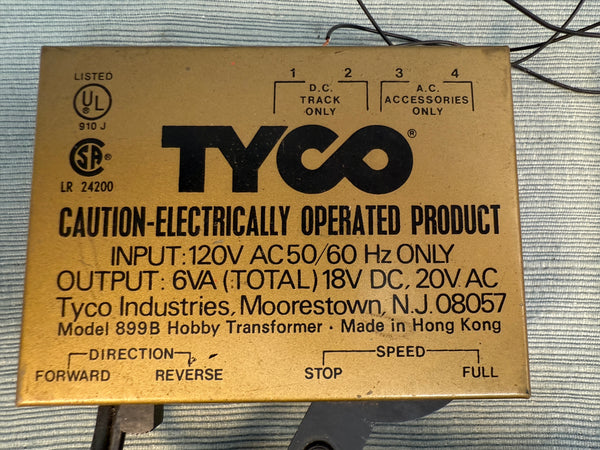 LISTED
UL
910 J
SA ®
LR 24200
1 2 3 4
D.C. TRACK ONLY
A.C. ACCESSORIES ONLY
TYCO ®
CAUTION-ELECTRICALLY OPERATED PRODUCT
INPUT: 120V AC 50/60 Hz ONLY
OUTPUT: 6VA (TOTAL) 18V DC, 20V AC
Tyco Industries, Moorestown, N.J. 08057
Model 899B Hobby Transformer · Made in Hong Kong
DIRECTION SPEED
FORWARD REVERSE STOP FULL